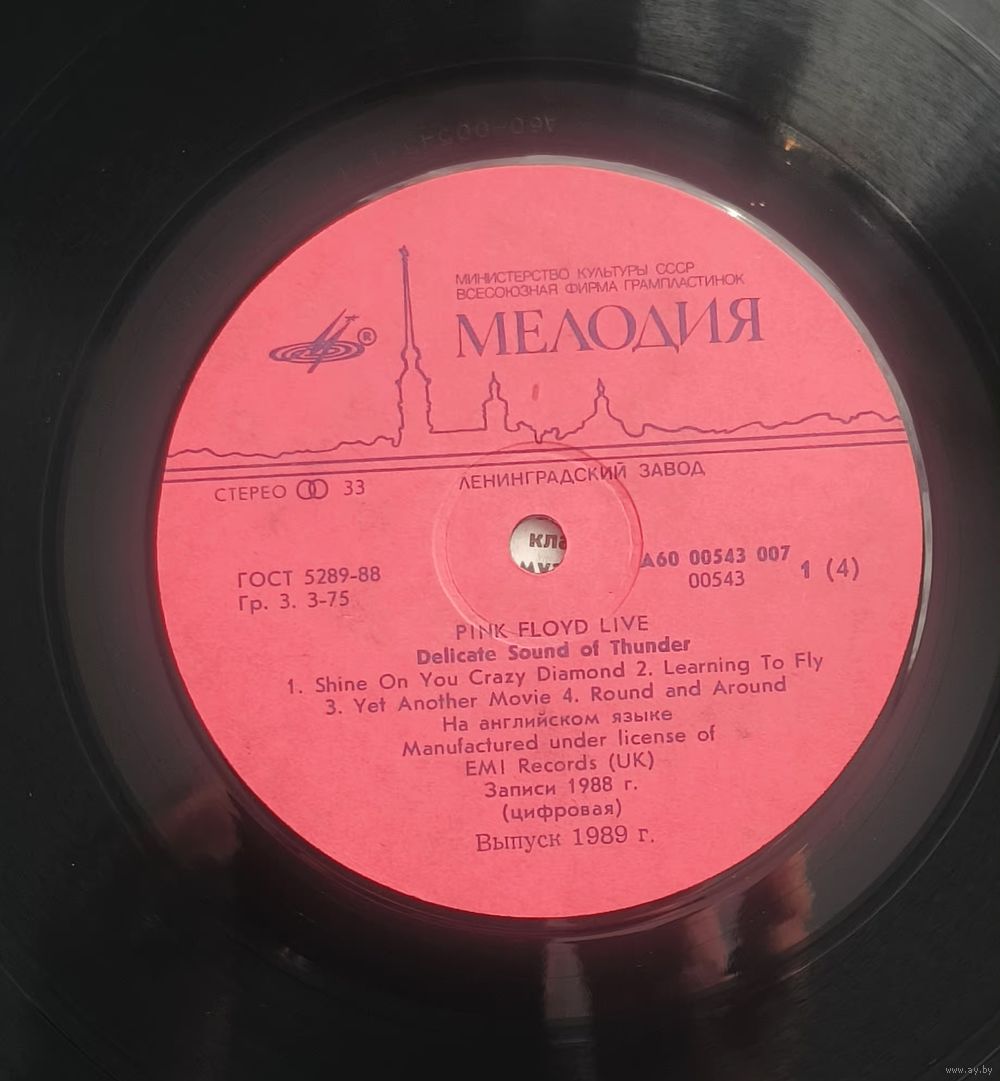 МИНИСТЕРСТВО КУЛЬТУРЫ СССР
ВСЕСОЮЗНАЯ ФИРМА ГРАМПЛАСТИНОК
МЕЛОДИЯ
®
ЛЕНИНГРАДСКИЙ ЗАВОД
СТЕРЕО 33
ГОСТ 5289-88
Гр. 3. 3-75
А60 00543 007
00543
1 (4)
PINK FLOYD LIVE
Delicate Sound of Thunder
1. Shine On You Crazy Diamond 2. Learning To Fly
3. Yet Another Movie 4. Round and Around
На английском языке
Manufactured under license of
EMI Records (UK)
Записи 1988 г.
(цифровая)
Выпуск 1989 г.
www.ay.by